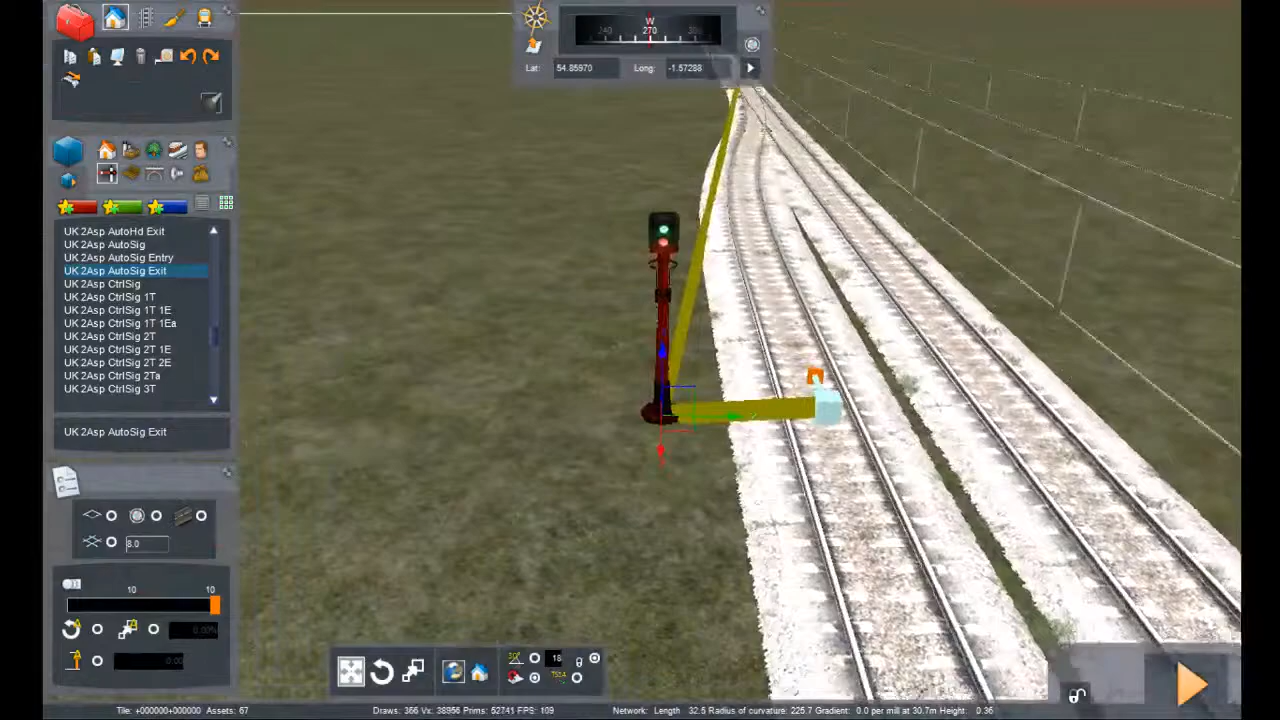 W
240 270 300
Lat: 54.85970 Long: -1.57288
UK 2Asp AutoHd Exit
UK 2Asp AutoSig
UK 2Asp AutoSig Entry
UK 2Asp AutoSig Exit
UK 2Asp CtrlSig
UK 2Asp CtrlSig 1T
UK 2Asp CtrlSig 1T 1E
UK 2Asp CtrlSig 1T 1Ea
UK 2Asp CtrlSig 2T
UK 2Asp CtrlSig 2T 1E
UK 2Asp CtrlSig 2T 2E
UK 2Asp CtrlSig 2Ta
UK 2Asp CtrlSig 3T
UK 2Asp AutoSig Exit
8.0
10 10
0.00%
0.00
18
Tile: +000000+000000 Assets: 67 Draws: 366 Vx: 38956 Prims: 52741 FPS: 109 Network: Length 32.5 Radius of curvature: 225.7 Gradient: 0.0 per mill at 30.7m Height: 0.36